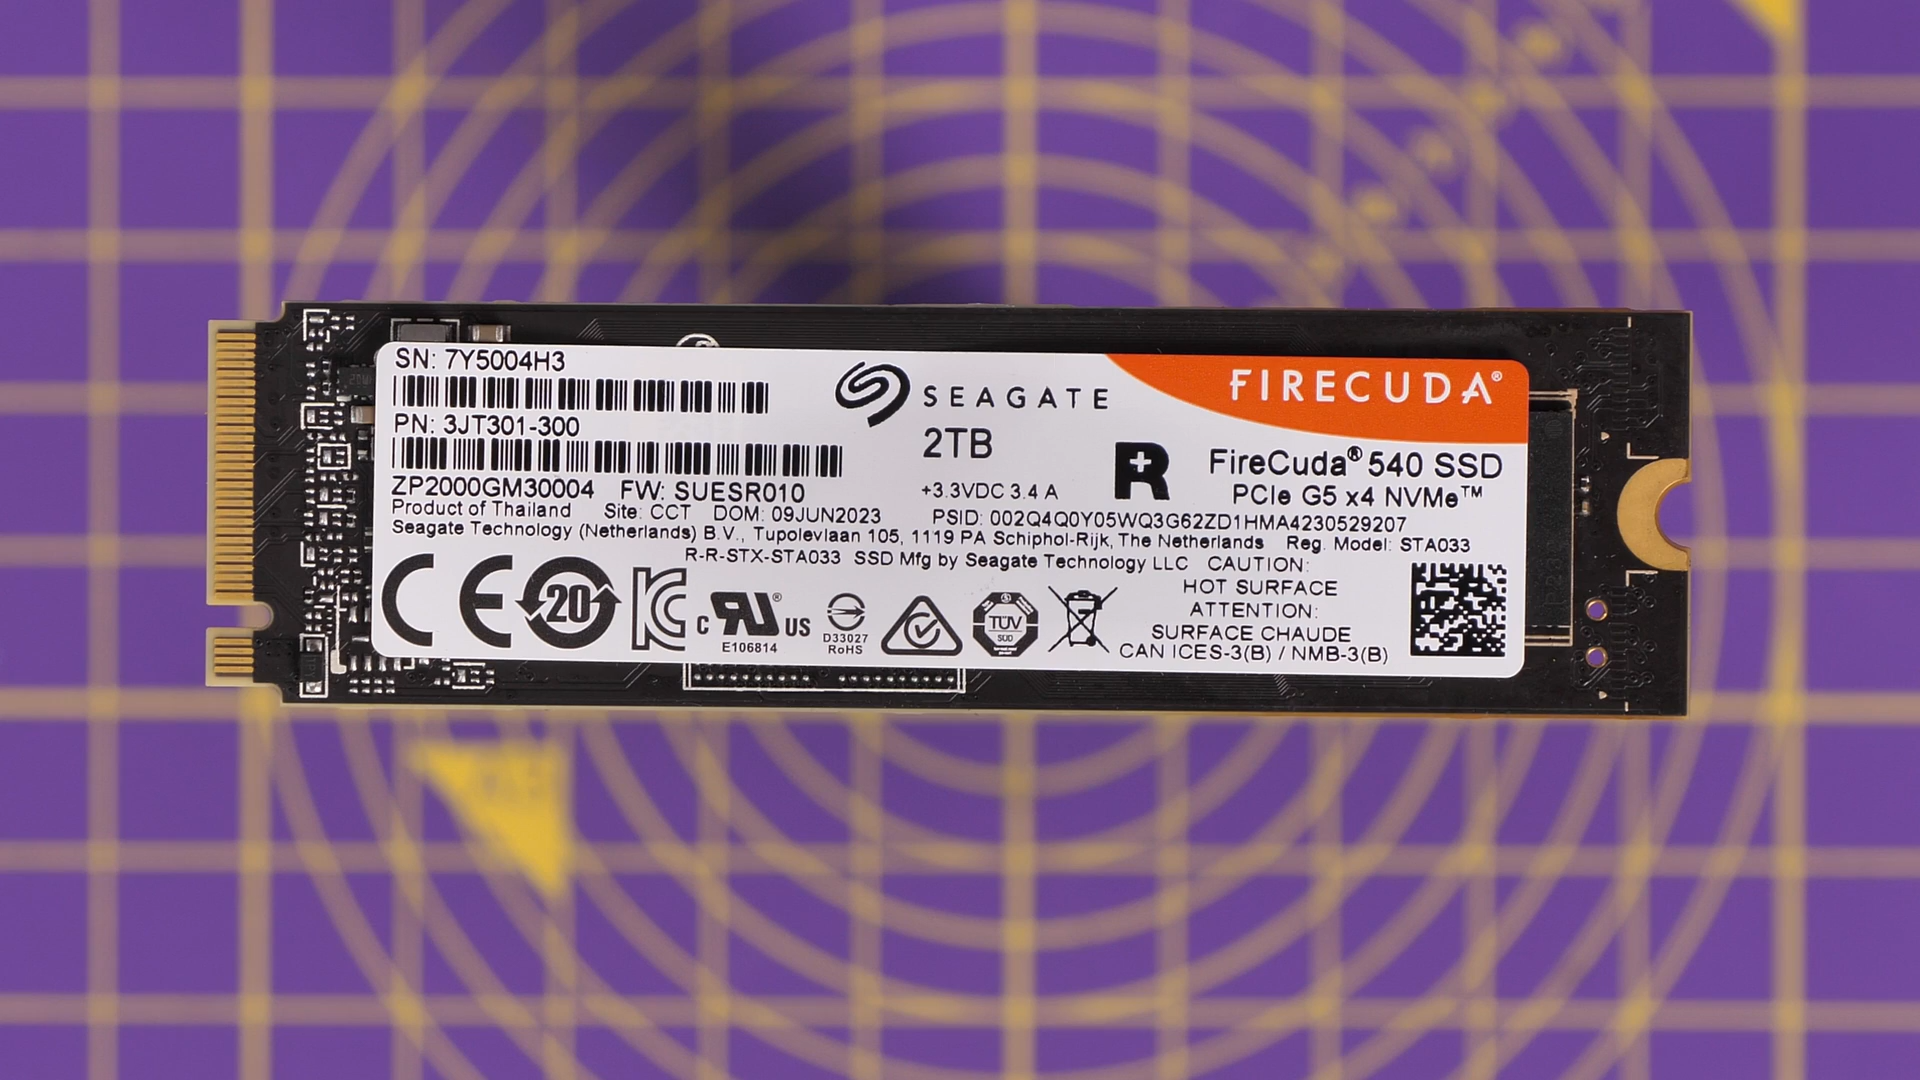 SN: 7Y5004H3
PN: 3JT301-300
ZP2000GM30004 FW: SUESR010
SEAGATE
2TB
+3.3VDC 3.4 A
FIRECUDA®
R
FireCuda® 540 SSD
PCIe G5 x4 NVMe™
Product of Thailand Site: CCT DOM: 09JUN2023 PSID: 002Q4Q0Y05WQ3G62ZD1HMA4230529207
Seagate Technology (Netherlands) B.V., Tupolevlaan 105, 1119 PA Schiphol-Rijk, The Netherlands Reg. Model: STA033
R-R-STX-STA033 SSD Mfg by Seagate Technology LLC CAUTION:
HOT SURFACE
ATTENTION:
SURFACE CHAUDE
CAN ICES-3(B) / NMB-3(B)
CE
20
C US
E106814
D33027
RoHS
TÜV
SÜD